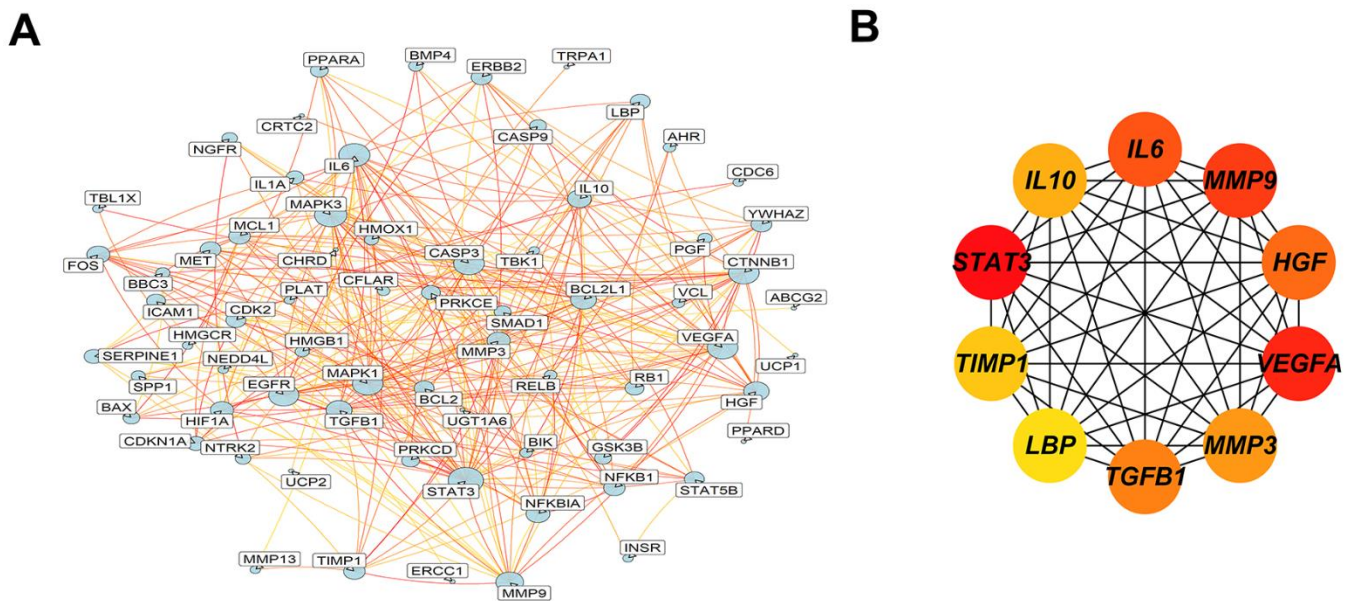 A
B
PPARA
BMP4
ERBB2
TRPA1
CRTC2
LBP
NGFR
CASP9
AHR
IL6
IL1A
IL10
CDC6
TBL1X
MAPK3
MCL1
HMOX1
YWHAZ
PGF
FOS
MET
CHRD
CASP3
TBK1
CTNNB1
BBC3
CFLAR
BCL2L1
VCL
ABCG2
ICAM1
PLAT
PRKCE
CDK2
SMAD1
HMGCR
HMGB1
MMP3
VEGFA
SERPINE1
NEDD4L
UCP1
SPP1
EGFR
MAPK1
RELB
RB1
BAX
HIF1A
TGFB1
BCL2
HGF
UGT1A6
PPARD
CDKN1A
NTRK2
PRKCD
BIK
GSK3B
UCP2
STAT3
NFKB1
STAT5B
NFKBIA
MMP13
TIMP1
ERCC1
MMP9
INSR
IL6
IL10
MMP9
STAT3
HGF
TIMP1
VEGFA
LBP
MMP3
TGFB1